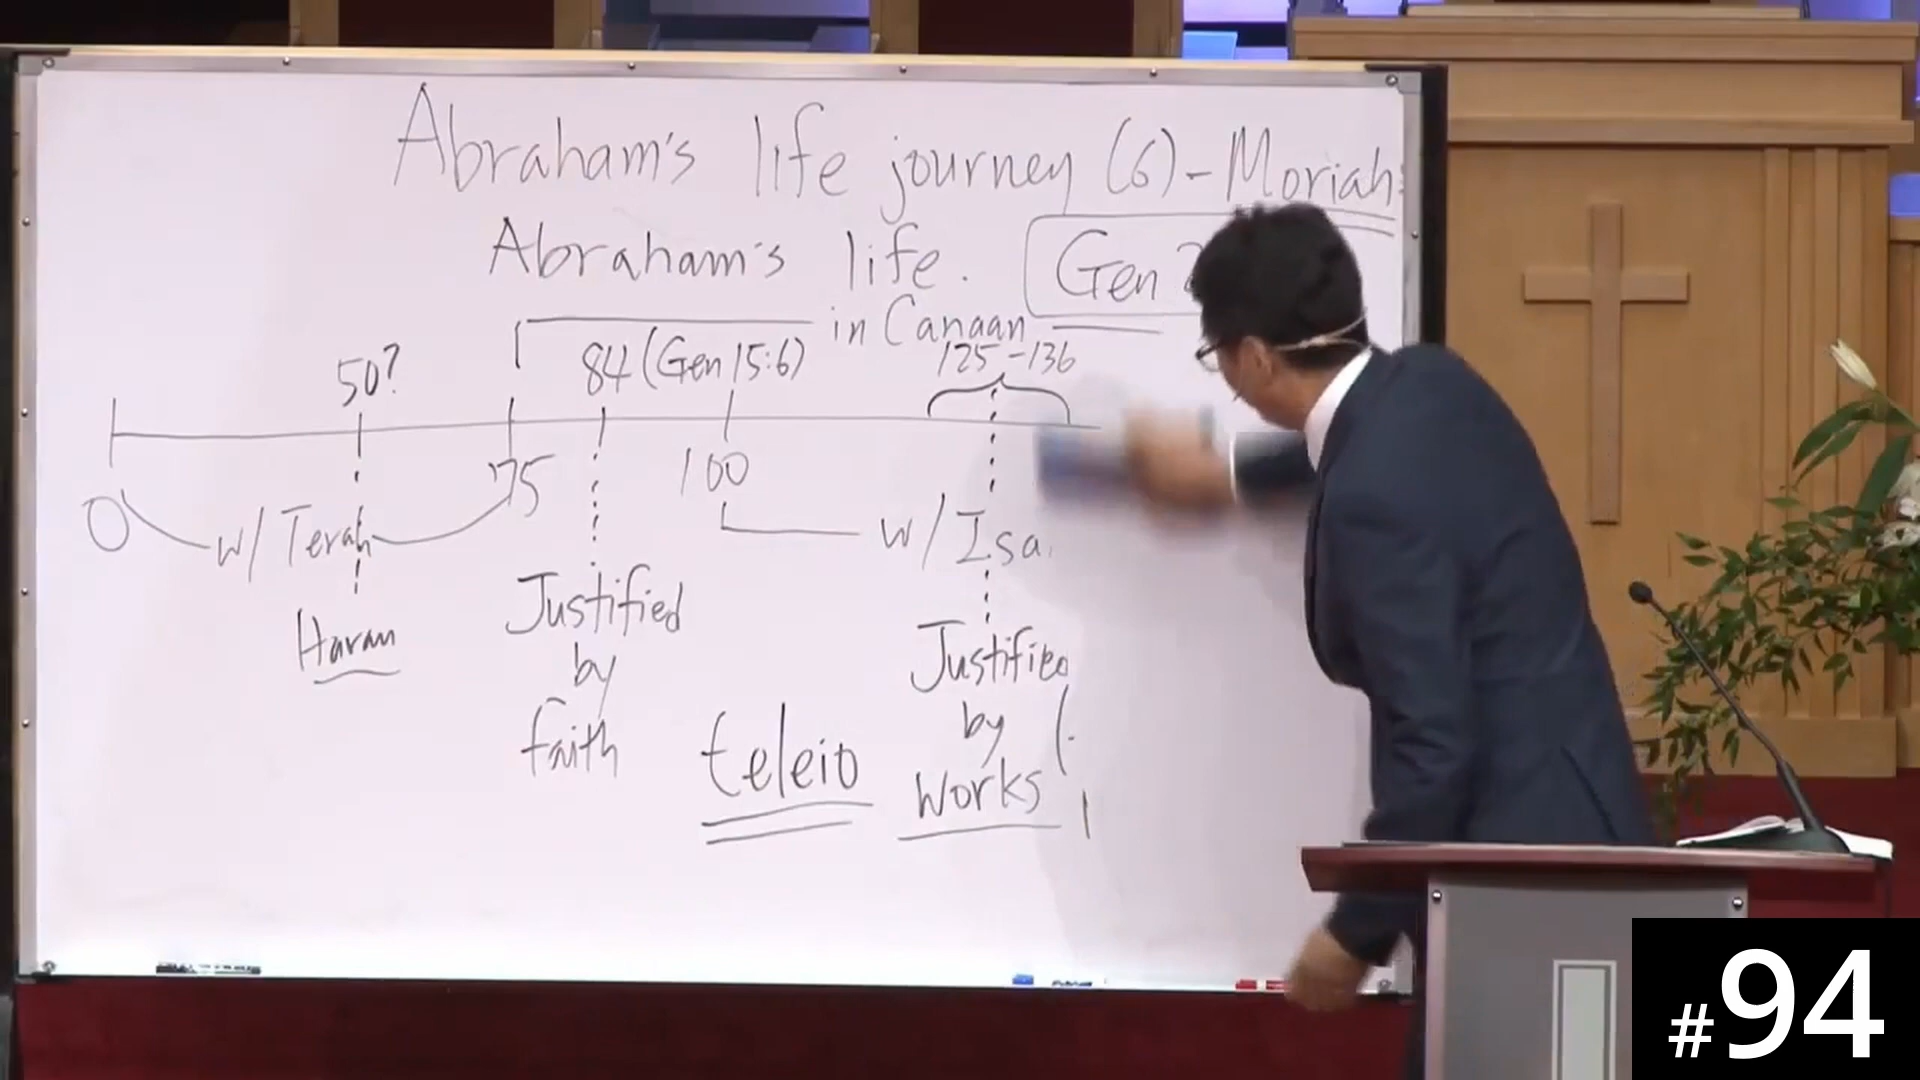 Abraham's life journey (6) - Moriah
Abraham's life. Gen
in Canaan
50? 84 (Gen 15:6) 125-136
0 75 100
w/ Terah w/ Isa
Haran Justified by faith
teleio
Justified by works
#94